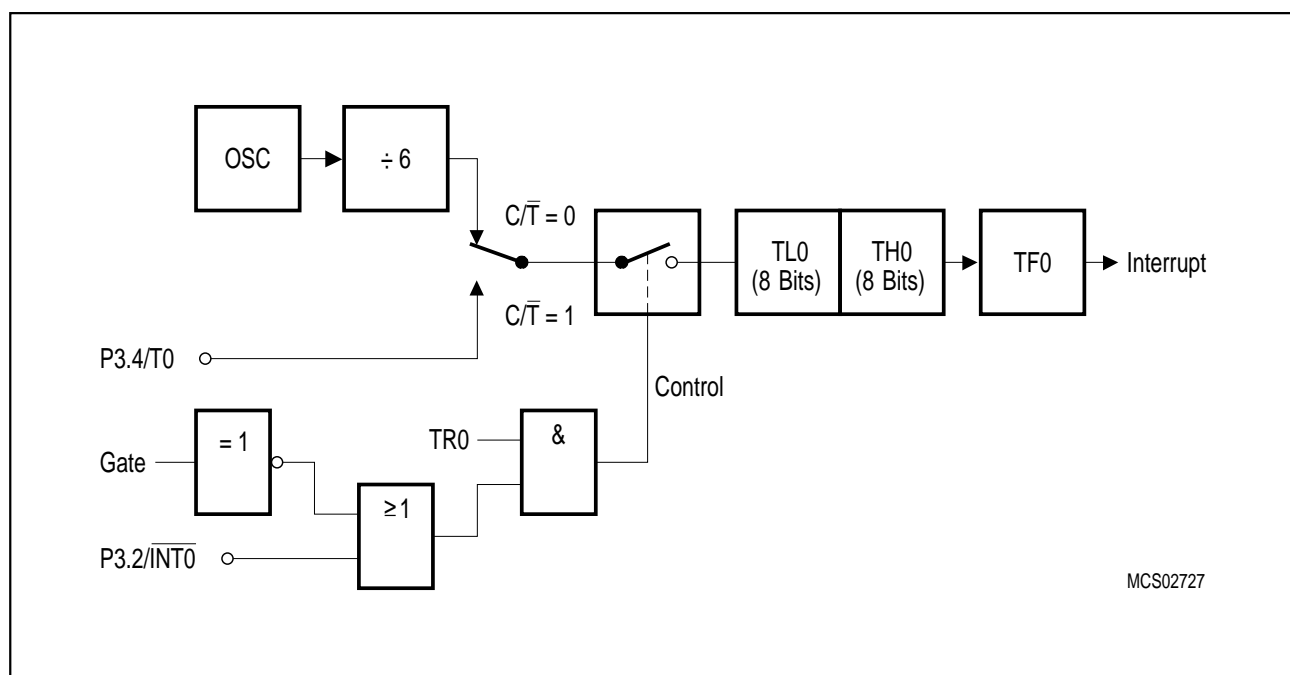 OSC
÷ 6
C/T̅ = 0
C/T̅ = 1
TL0
(8 Bits)
TH0
(8 Bits)
TF0
Interrupt
P3.4/T0
Control
Gate
= 1
TR0
&
≥1
P3.2/I̅N̅T̅0̅
MCS02727